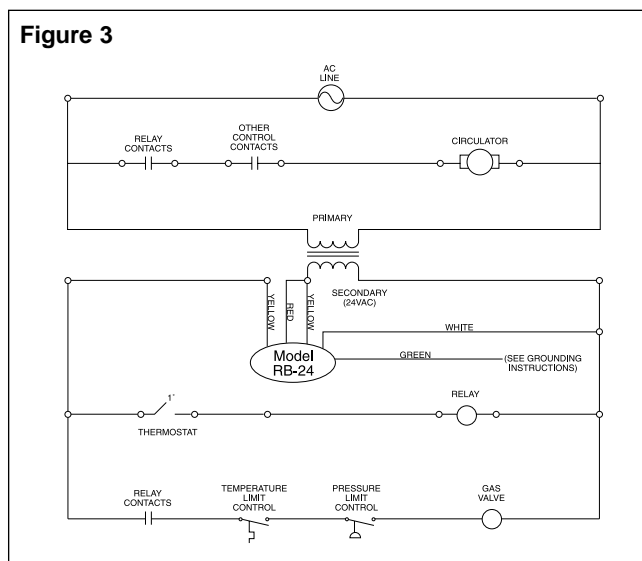 Figure 3
AC
LINE
RELAY
CONTACTS
OTHER
CONTROL
CONTACTS
CIRCULATOR
PRIMARY
SECONDARY
(24VAC)
YELLOW
RED
YELLOW
WHITE
Model
RB-24
GREEN
(SEE GROUNDING
INSTRUCTIONS)
1˚
THERMOSTAT
RELAY
RELAY
CONTACTS
TEMPERATURE
LIMIT
CONTROL
PRESSURE
LIMIT
CONTROL
GAS
VALVE